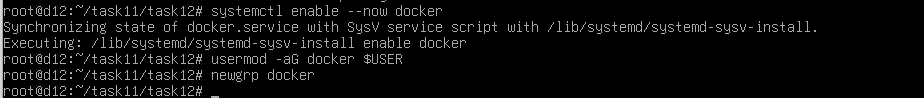 root@d12:~/task11/task12# systemctl enable --now docker
Synchronizing state of docker.service with SysV service script with /lib/systemd/systemd-sysv-install.
Executing: /lib/systemd/systemd-sysv-install enable docker
root@d12:~/task11/task12# usermod -aG docker $USER
root@d12:~/task11/task12# newgrp docker
root@d12:~/task11/task12# _